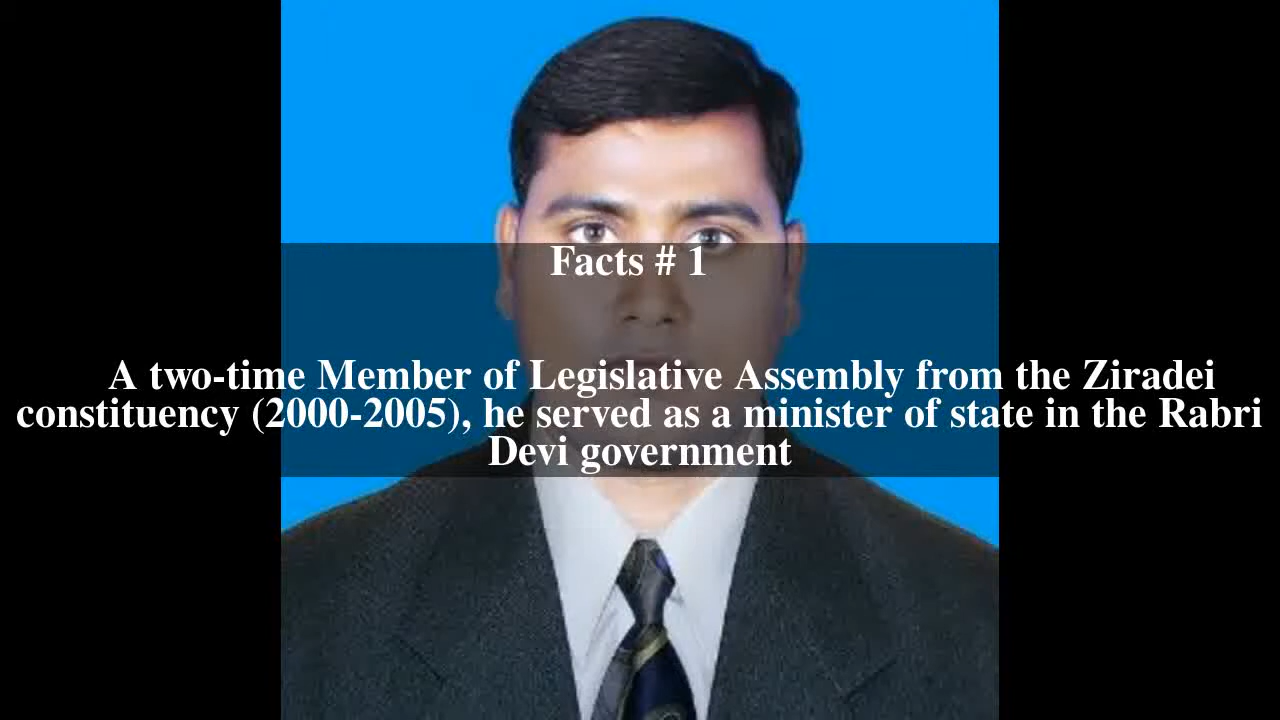 Facts # 1
A two-time Member of Legislative Assembly from the Ziradei
constituency (2000-2005), he served as a minister of state in the Rabri
Devi government